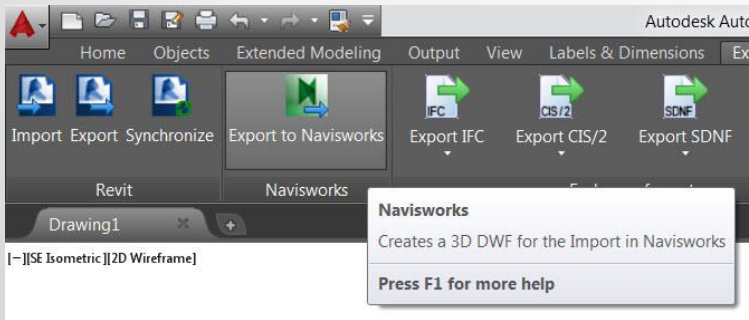 Autodesk Auto
Home Objects Extended Modeling Output View Labels & Dimensions Ex
Import Export Synchronize Export to Navisworks Export IFC Export CIS/2 Export SDNF
IFC CIS/2 SDNF
Revit Navisworks
Drawing1
Navisworks
Creates a 3D DWF for the Import in Navisworks
Press F1 for more help
[−][SE Isometric][2D Wireframe]